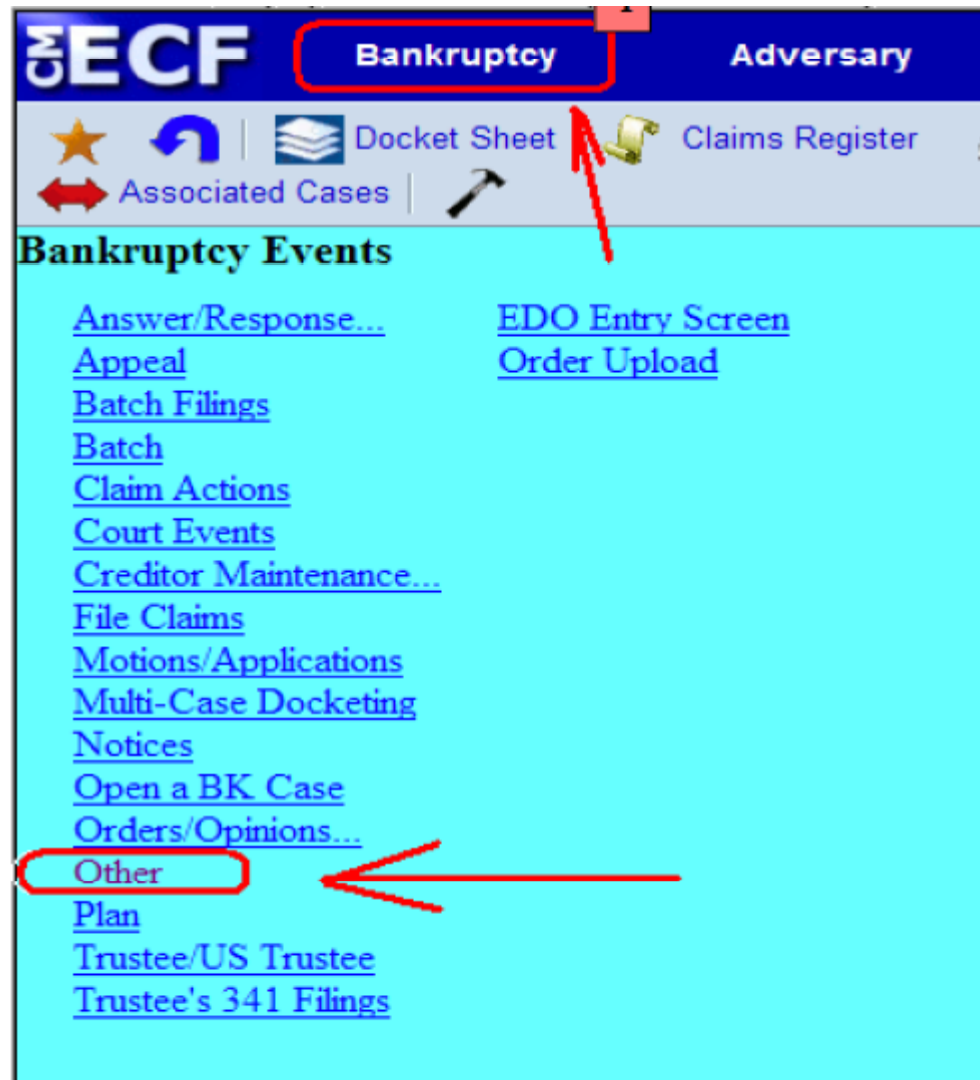 CM ECF Bankruptcy Adversary
Docket Sheet Claims Register
Associated Cases
Bankruptcy Events
Answer/Response... EDO Entry Screen
Appeal Order Upload
Batch Filings
Batch
Claim Actions
Court Events
Creditor Maintenance...
File Claims
Motions/Applications
Multi-Case Docketing
Notices
Open a BK Case
Orders/Opinions...
Other
Plan
Trustee/US Trustee
Trustee's 341 Filings